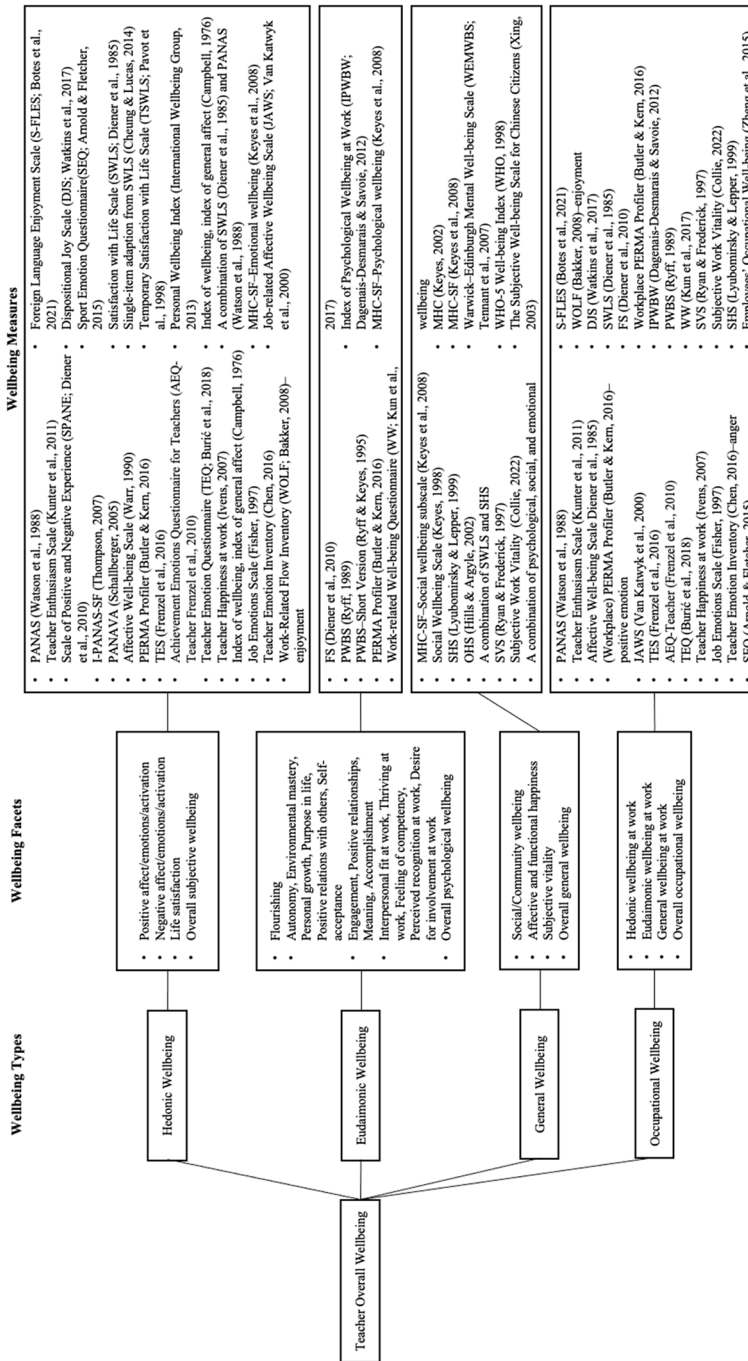 Wellbeing Types
Wellbeing Facets
Wellbeing Measures
Teacher Overall Wellbeing
Hedonic Wellbeing
• Positive affect/emotions/activation
• Negative affect/emotions/activation
• Life satisfaction
• Overall subjective wellbeing
• PANAS (Watson et al., 1988)
• Teacher Enthusiasm Scale (Kunter et al., 2011)
• Scale of Positive and Negative Experience (SPANE; Diener
et al., 2010)
• I-PANAS-SF (Thompson, 2007)
• PANAVA (Schallberger, 2005)
• Affective Well-being Scale (Warr, 1990)
• PERMA Profiler (Butler & Kern, 2016)
• TES (Frenzel et al., 2016)
• Achievement Emotions Questionnaire for Teachers (AEQ-
Teacher Frenzel et al., 2010)
• Teacher Emotion Questionnaire (TEQ; Burić et al., 2018)
• Teacher Happiness at work (Ivens, 2007)
• Index of wellbeing, index of general affect (Campbell, 1976)
• Job Emotions Scale (Fisher, 1997)
• Teacher Emotion Inventory (Chen, 2016)
• Work-Related Flow Inventory (WOLF; Bakker, 2008)–
enjoyment
• Foreign Language Enjoyment Scale (S-FLES; Botes et al.,
2021)
• Dispositional Joy Scale (DJS; Watkins et al., 2017)
• Sport Emotion Questionnaire(SEQ; Arnold & Fletcher,
2015)
• Satisfaction with Life Scale (SWLS; Diener et al., 1985)
• Single-item adaption from SWLS (Cheung & Lucas, 2014)
• Temporary Satisfaction with Life Scale (TSWLS; Pavot et
al., 1998)
• Personal Wellbeing Index (International Wellbeing Group,
2013)
• Index of wellbeing, index of general affect (Campbell, 1976)
• A combination of SWLS (Diener et al., 1985) and PANAS
(Watson et al., 1988)
• MHC-SF–Emotional wellbeing (Keyes et al., 2008)
• Job-related Affective Wellbeing Scale (JAWS; Van Katwyk
et al., 2000)
Eudaimonic Wellbeing
• Flourishing
• Autonomy, Environmental mastery,
Personal growth, Purpose in life,
Positive relations with others, Self-
acceptance
• Engagement, Positive relationships,
Meaning, Accomplishment
• Interpersonal fit at work, Thriving at
work, Feeling of competency,
Perceived recognition at work, Desire
for involvement at work
• Overall psychological wellbeing
• FS (Diener et al., 2010)
• PWBS (Ryff, 1989)
• PWBS–Short Version (Ryff & Keyes, 1995)
• PERMA Profiler (Butler & Kern, 2016)
• Work-related Well-being Questionnaire (WW; Kun et al.,
2017)
• Index of Psychological Wellbeing at Work (IPWBW;
Dagenais-Desmarais & Savoie, 2012)
• MHC-SF–Psychological wellbeing (Keyes et al., 2008)
General Wellbeing
• Social/Community wellbeing
• Affective and functional happiness
• Subjective vitality
• Overall general wellbeing
• MHC-SF–Social wellbeing subscale (Keyes et al., 2008)
• Social Wellbeing Scale (Keyes, 1998)
• SHS (Lyubomirsky & Lepper, 1999)
• OHS (Hills & Argyle, 2002)
• A combination of SWLS and SHS
• SVS (Ryan & Frederick, 1997)
• Subjective Work Vitality (Collie, 2022)
• A combination of psychological, social, and emotional
wellbeing
• MHC (Keyes, 2002)
• MHC-SF (Keyes et al., 2008)
• Warwick–Edinburgh Mental Well-being Scale (WEMWBS;
Tennant et al., 2007)
• WHO-5 Well-being Index (WHO, 1998)
• The Subjective Well-being Scale for Chinese Citizens (Xing,
2003)
Occupational Wellbeing
• Hedonic wellbeing at work
• Eudaimonic wellbeing at work
• General wellbeing at work
• Overall occupational wellbeing
• PANAS (Watson et al., 1988)
• Teacher Enthusiasm Scale (Kunter et al., 2011)
• Affective Well-being Scale Diener et al., 1985)
• (Workplace) PERMA Profiler (Butler & Kern, 2016)–
positive emotion
• JAWS (Van Katwyk et al., 2000)
• TES (Frenzel et al., 2016)
• AEQ-Teacher (Frenzel et al., 2010)
• TEQ (Burić et al., 2018)
• Teacher Happiness at work (Ivens, 2007)
• Job Emotions Scale (Fisher, 1997)
• Teacher Emotion Inventory (Chen, 2016)–anger
• SEQ (Arnold & Fletcher, 2015)
• S-FLES (Botes et al., 2021)
• WOLF (Bakker, 2008)–enjoyment
• DJS (Watkins et al., 2017)
• SWLS (Diener et al., 1985)
• FS (Diener et al., 2010)
• Workplace PERMA Profiler (Butler & Kern, 2016)
• IPWBW (Dagenais-Desmarais & Savoie, 2012)
• PWBS (Ryff, 1989)
• WW (Kun et al., 2017)
• SVS (Ryan & Frederick, 1997)
• Subjective Work Vitality (Collie, 2022)
• SHS (Lyubomirsky & Lepper, 1999)
• Employees' Occupational Well-being (Zheng et al., 2015)